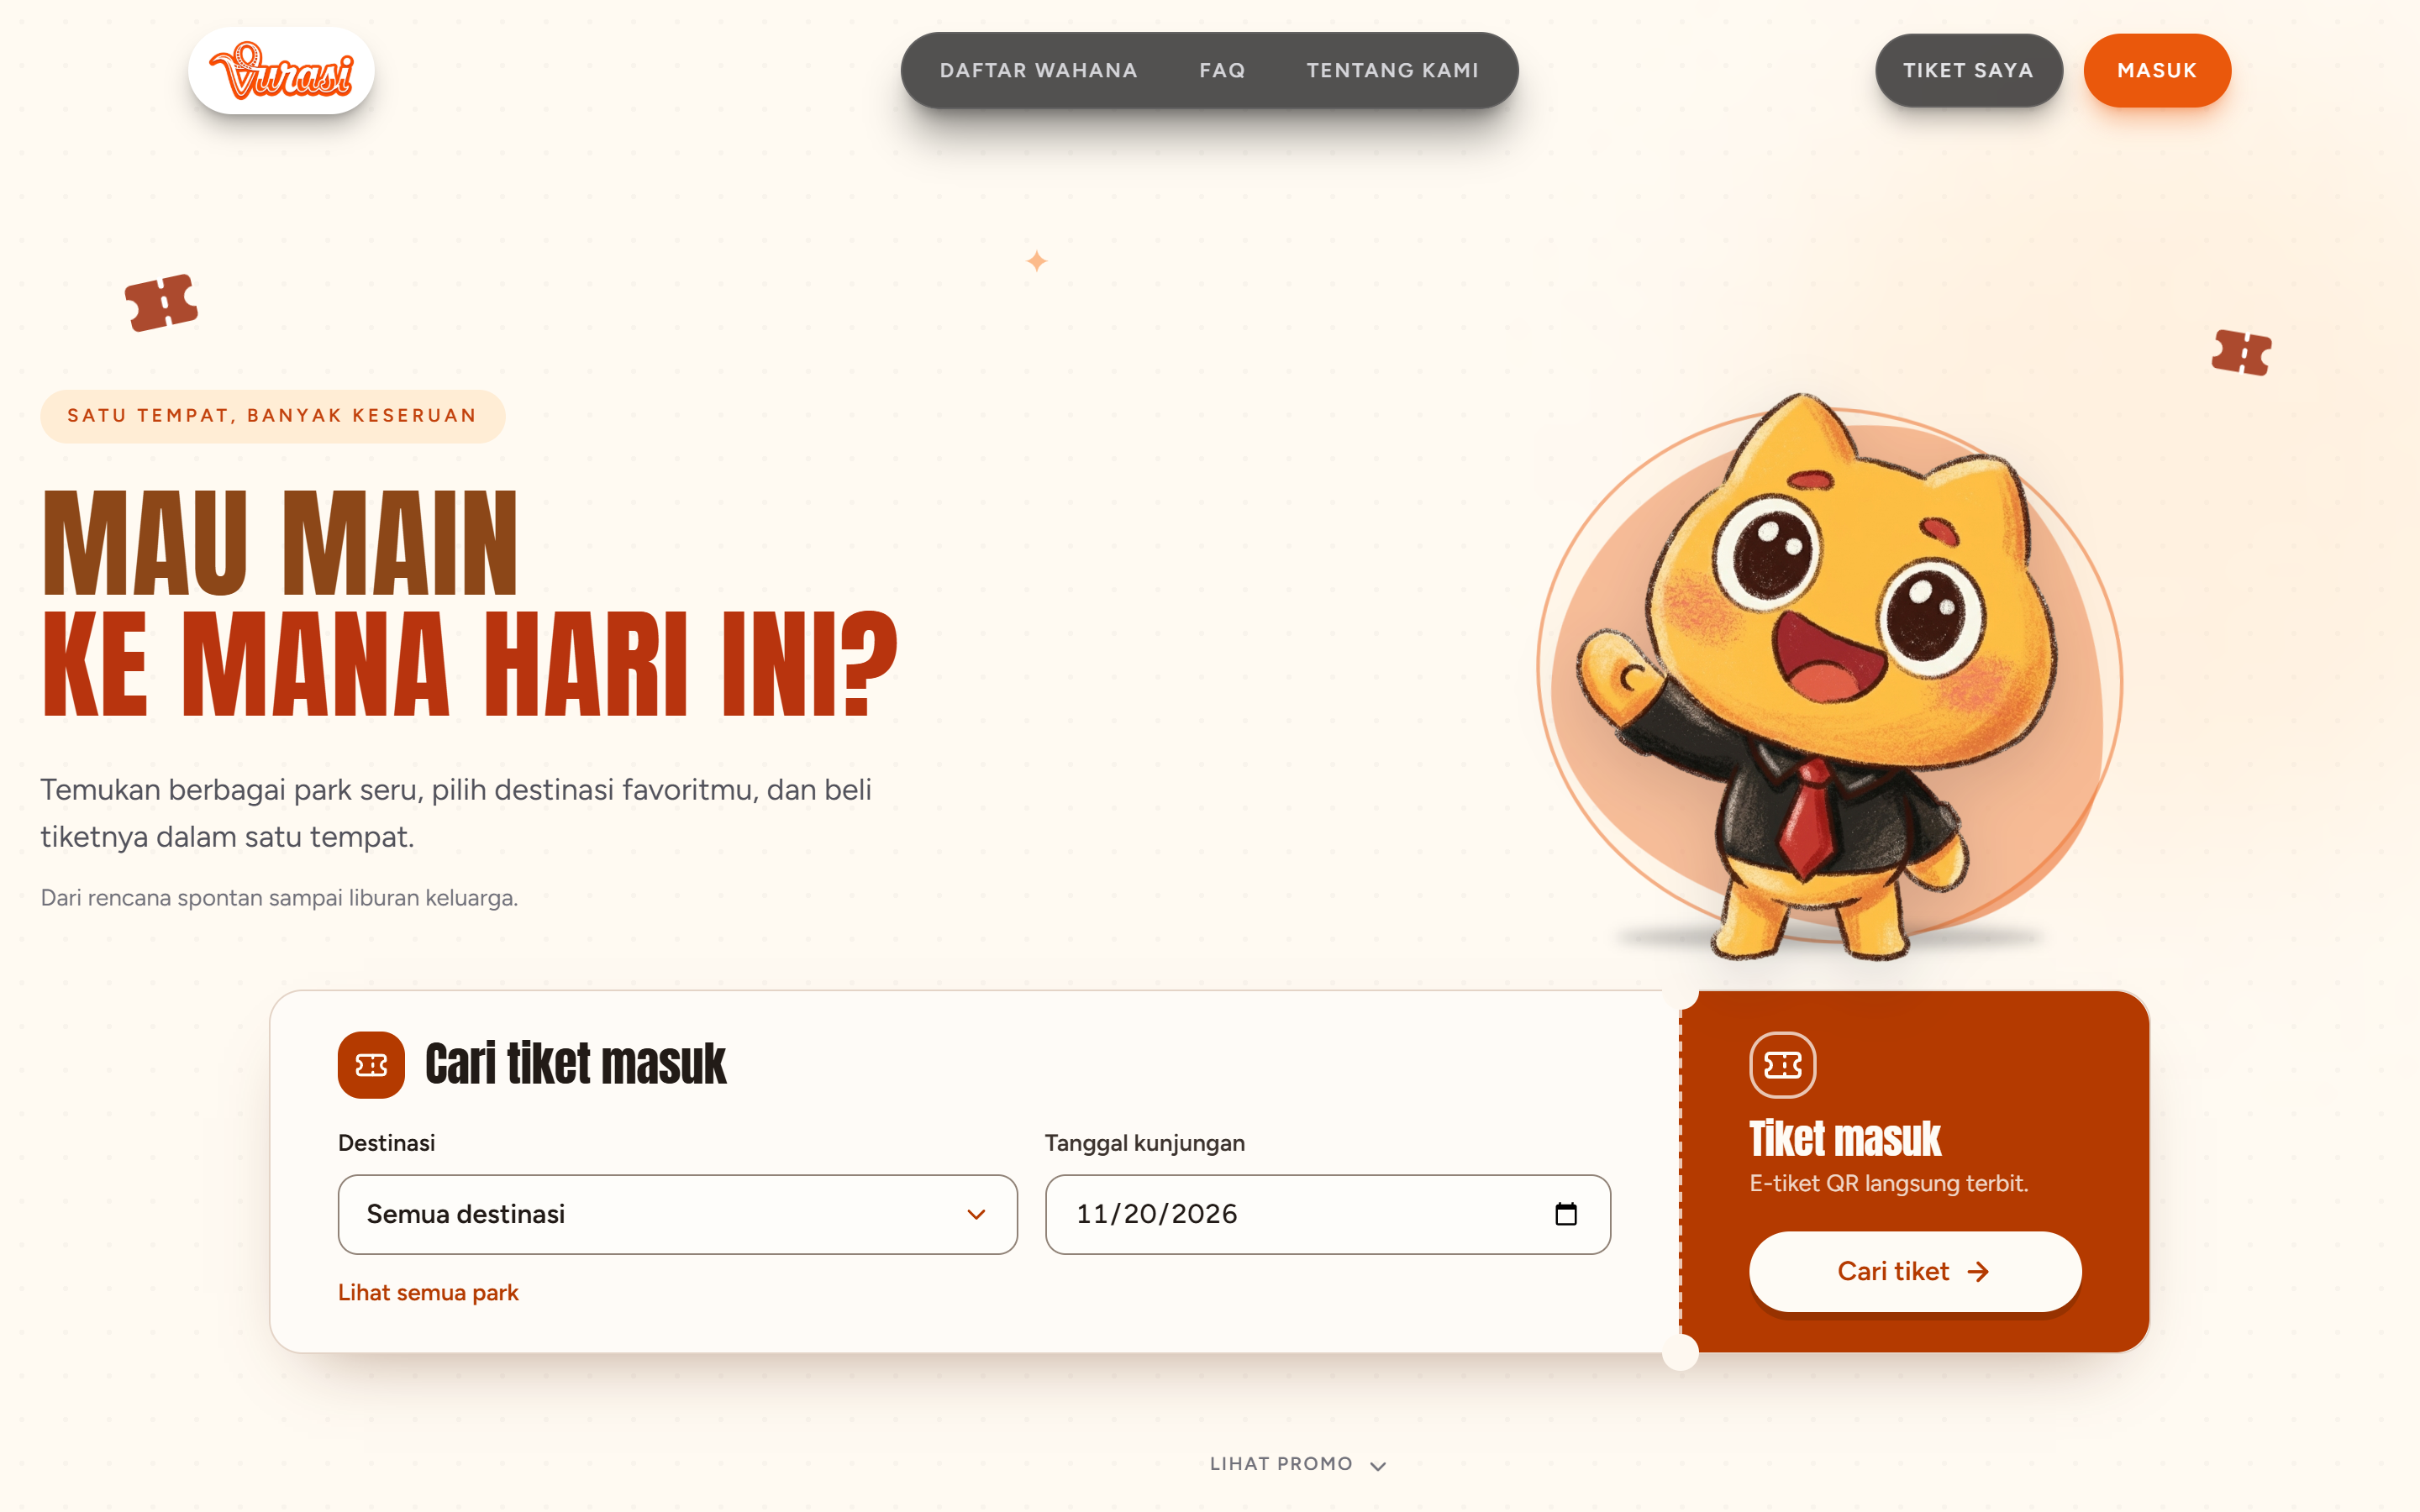 Vurasi
DAFTAR WAHANA
FAQ
TENTANG KAMI
TIKET SAYA
MASUK
SATU TEMPAT, BANYAK KESERUAN
MAU MAIN
KE MANA HARI INI?
Temukan berbagai park seru, pilih destinasi favoritmu, dan beli
tiketnya dalam satu tempat.
Dari rencana spontan sampai liburan keluarga.
Cari tiket masuk
Destinasi
Semua destinasi
Tanggal kunjungan
11/20/2026
Lihat semua park
Tiket masuk
E-tiket QR langsung terbit.
Cari tiket
LIHAT PROMO